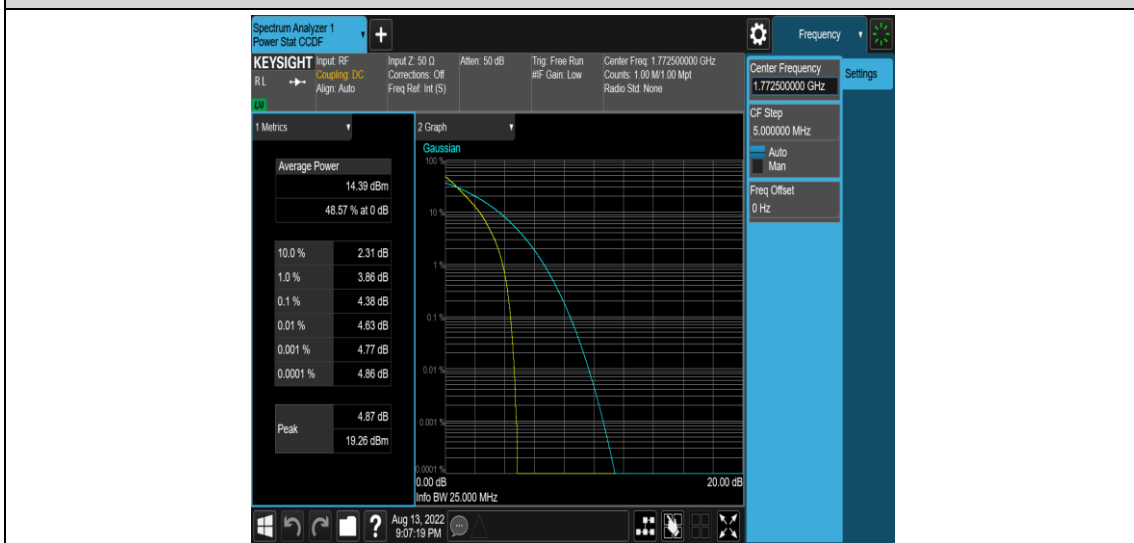 Spectrum Analyzer 1
Power Stat CCDF
+
Frequency
KEYSIGHT
RL
LXI
Input: RF
Coupling: DC
Align: Auto
Input Z: 50 Ω
Corrections: Off
Freq Ref: Int (S)
Atten: 50 dB
Trig: Free Run
#IF Gain: Low
Center Freq: 1.772500000 GHz
Counts: 1.00 M/1.00 Mpt
Radio Std: None
Center Frequency
1.772500000 GHz
Settings
CF Step
5.000000 MHz
Auto
Man
Freq Offset
0 Hz
1 Metrics
Average Power
14.39 dBm
48.57 % at 0 dB
10.0 % 2.31 dB
1.0 % 3.86 dB
0.1 % 4.38 dB
0.01 % 4.63 dB
0.001 % 4.77 dB
0.0001 % 4.86 dB
Peak
4.87 dB
19.26 dBm
2 Graph
Gaussian
100 %
10 %
1 %
0.1 %
0.01 %
0.001 %
0.0001 %
0.00 dB 20.00 dB
Info BW 25.000 MHz
?
Aug 13, 2022
9:07:19 PM